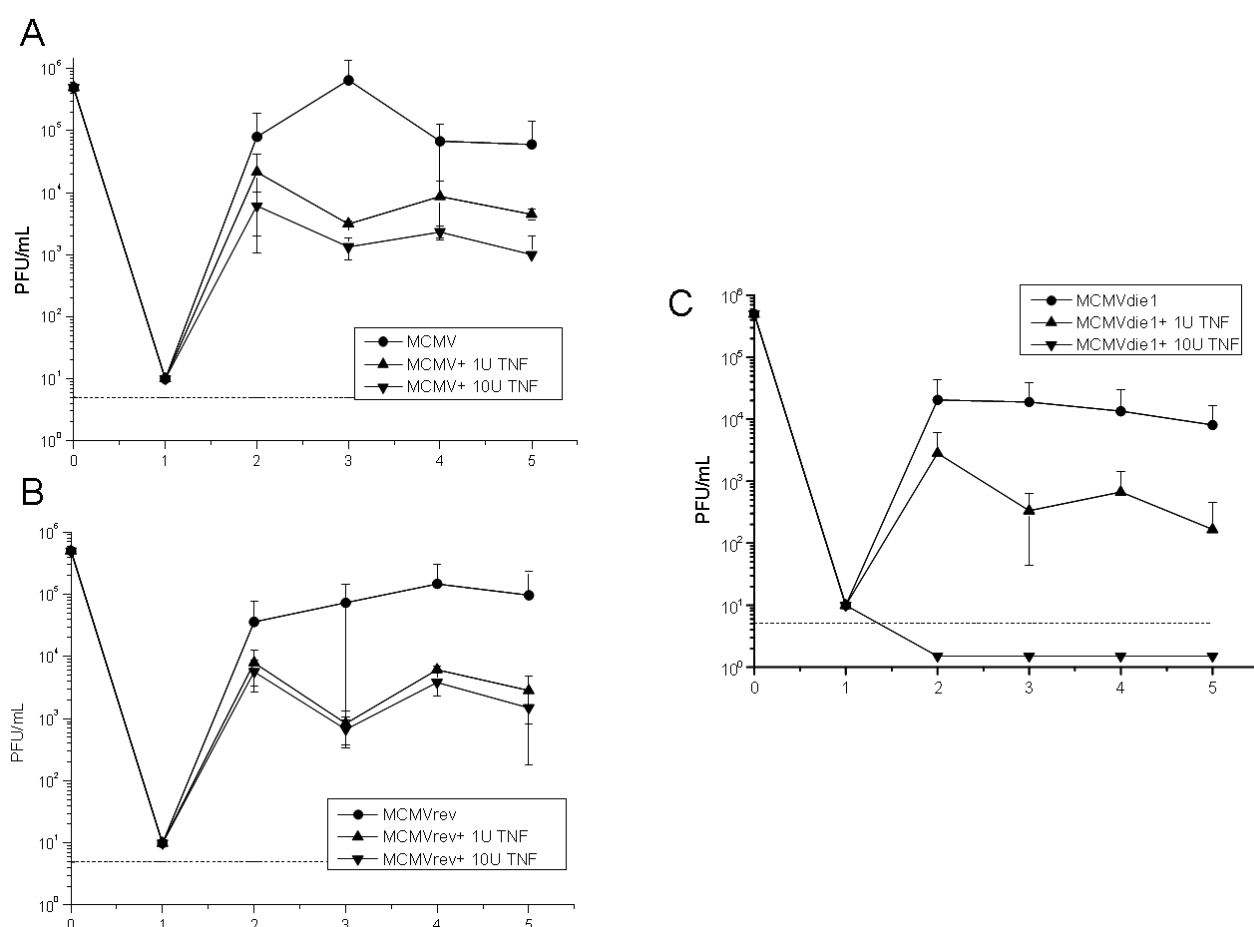 A
PFU/mL
10⁶
10⁵
10⁴
10³
10²
10¹
10⁰
0 1 2 3 4 5
MCMV
MCMV+ 1U TNF
MCMV+ 10U TNF
B
PFU/mL
10⁶
10⁵
10⁴
10³
10²
10¹
10⁰
0 1 2 3 4 5
MCMVrev
MCMVrev+ 1U TNF
MCMVrev+ 10U TNF
C
PFU/mL
10⁶
10⁵
10⁴
10³
10²
10¹
10⁰
0 1 2 3 4 5
MCMVdie1
MCMVdie1+ 1U TNF
MCMVdie1+ 10U TNF